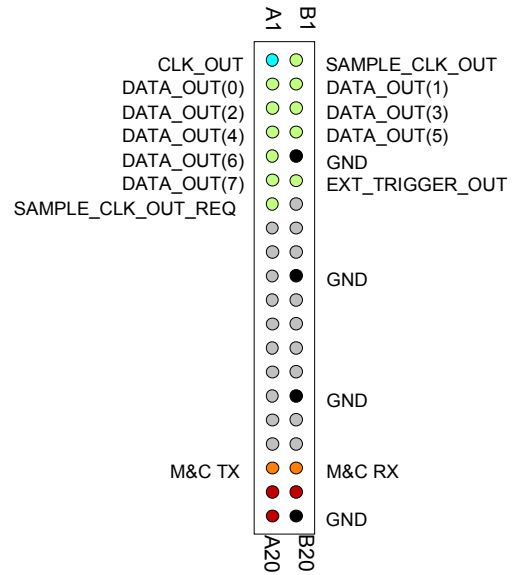 A1 B1
CLK_OUT SAMPLE_CLK_OUT
DATA_OUT(0) DATA_OUT(1)
DATA_OUT(2) DATA_OUT(3)
DATA_OUT(4) DATA_OUT(5)
DATA_OUT(6) GND
DATA_OUT(7) EXT_TRIGGER_OUT
SAMPLE_CLK_OUT_REQ
GND
GND
M&C TX M&C RX
GND
A20 B20